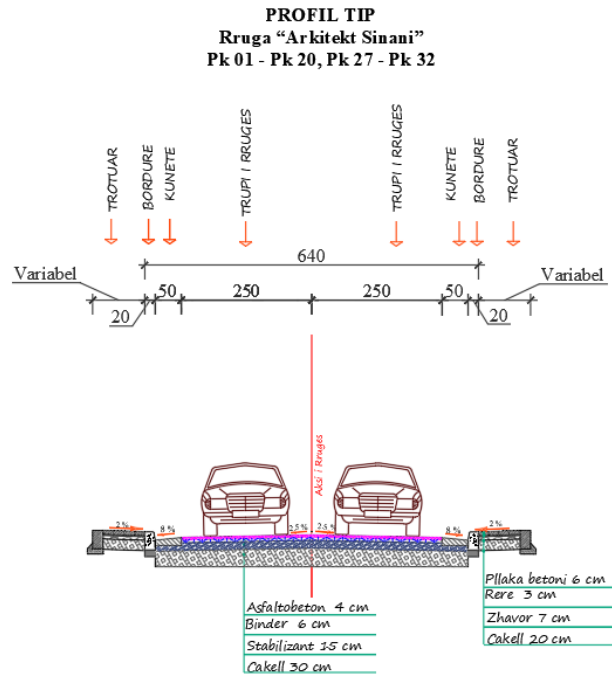 PROFIL TIP
Rruga “Arkitekt Sinani”
Pk 01 - Pk 20, Pk 27 - Pk 32
TROTUAR
BORDURE
KUNETE
TRUPI I RRUGES
TRUPI I RRUGES
KUNETE
BORDURE
TROTUAR
640
Variabel
Variabel
50
250
250
50
20
20
Aksi i Rruges
2%
8 %
2.5 %
2.5 %
8 %
2 %
Asfaltobeton 4 cm
Binder 6 cm
Stabilizant 15 cm
Cakell 30 cm
Pllaka betoni 6 cm
Rere 3 cm
Zhavor 7 cm
Cakell 20 cm